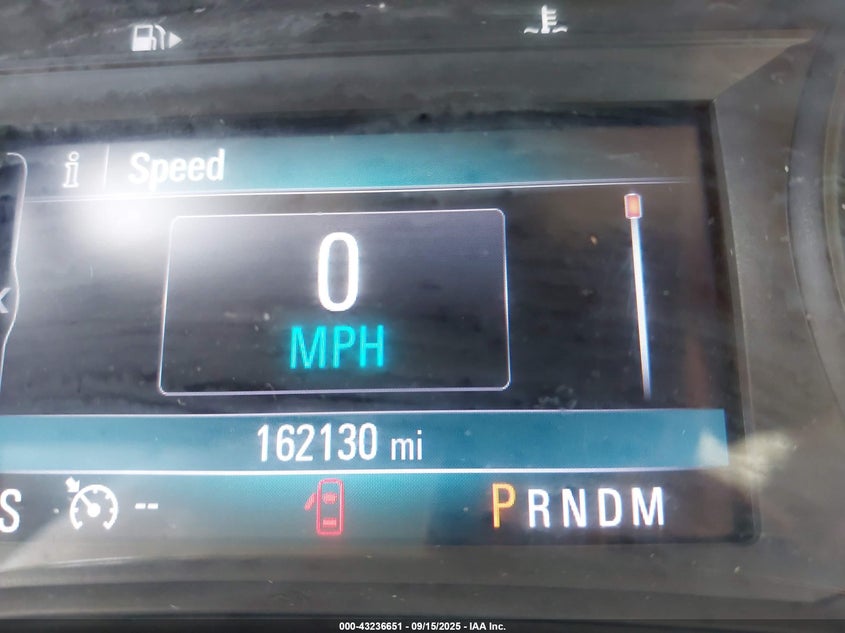 i Speed
0
MPH
162130 mi
S -- PRNDM
000-43236651 - 09/15/2025 - IAA Inc.